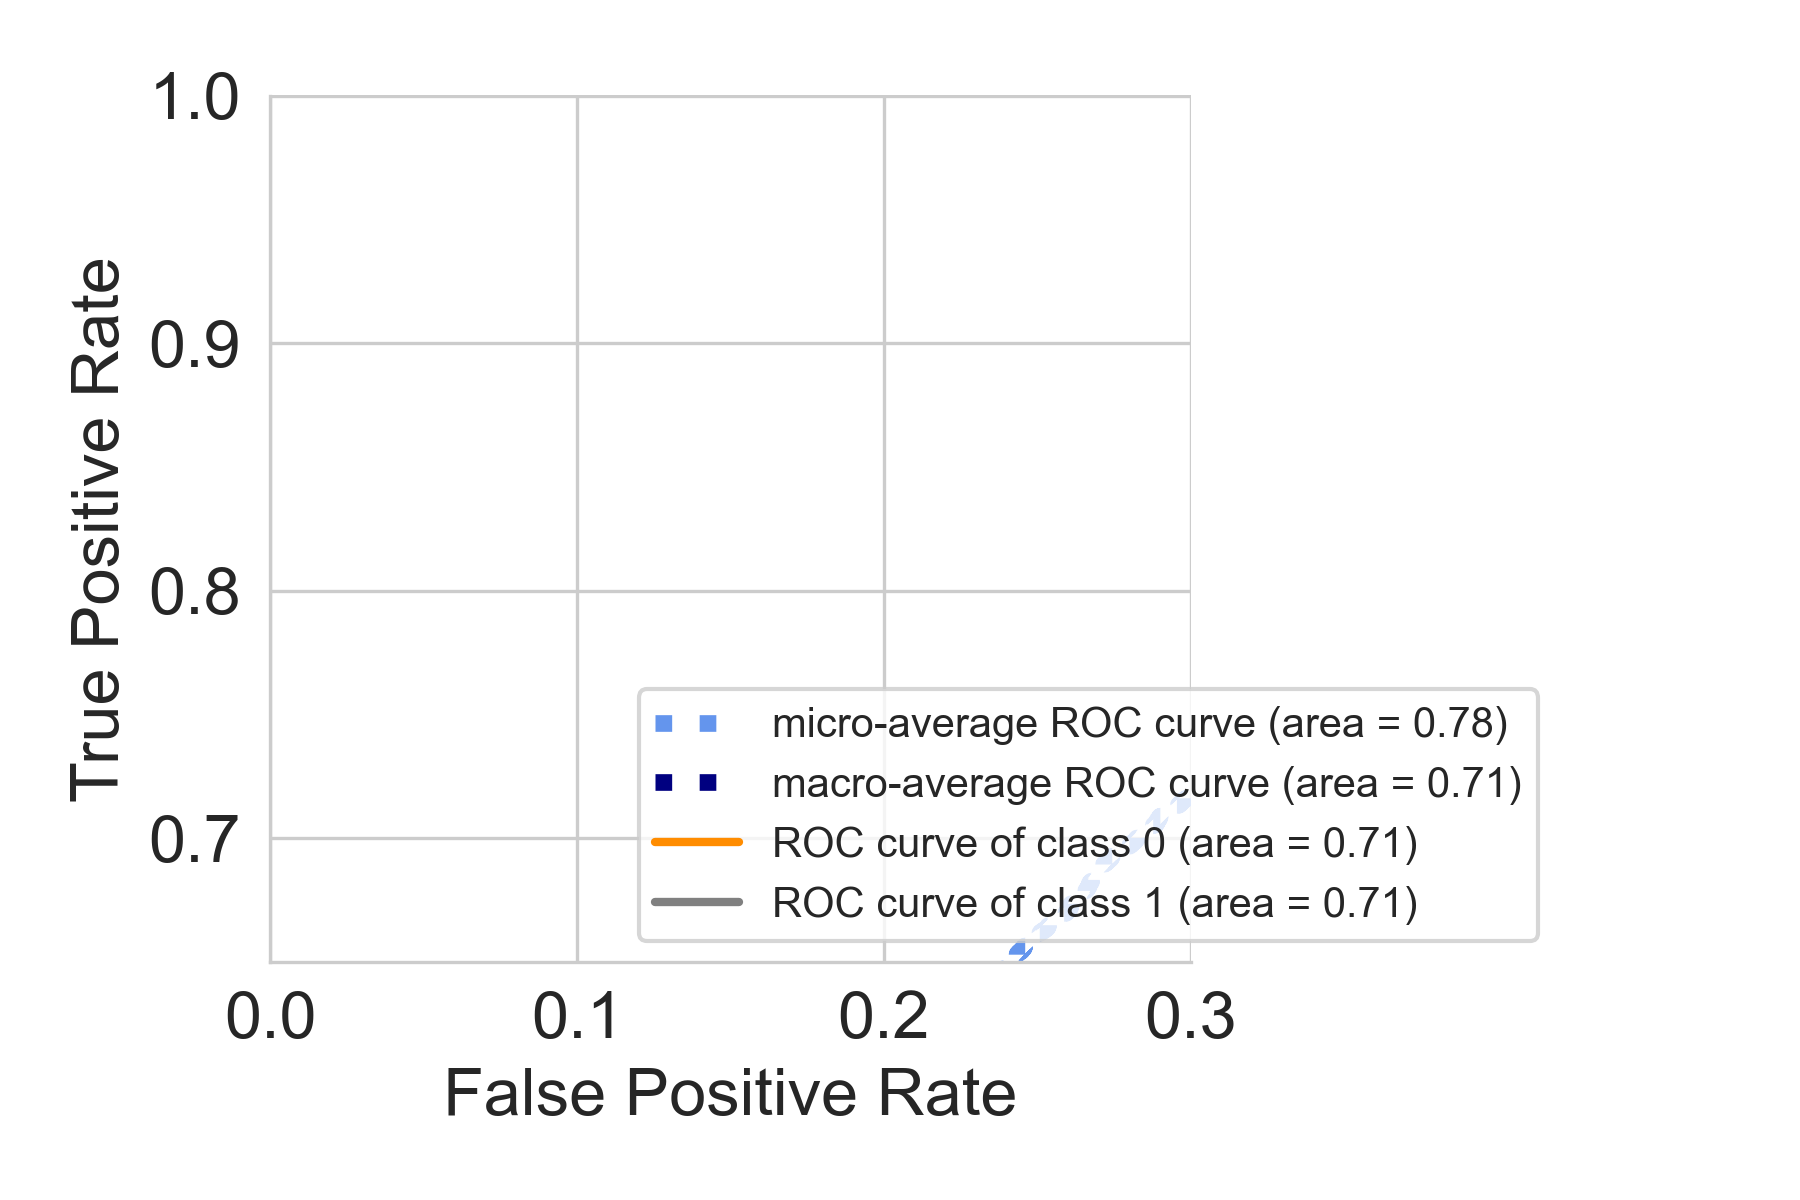 1.0
0.9
0.8
0.7
True Positive Rate
micro-average ROC curve (area = 0.78)
macro-average ROC curve (area = 0.71)
ROC curve of class 0 (area = 0.71)
ROC curve of class 1 (area = 0.71)
0.0 0.1 0.2 0.3
False Positive Rate